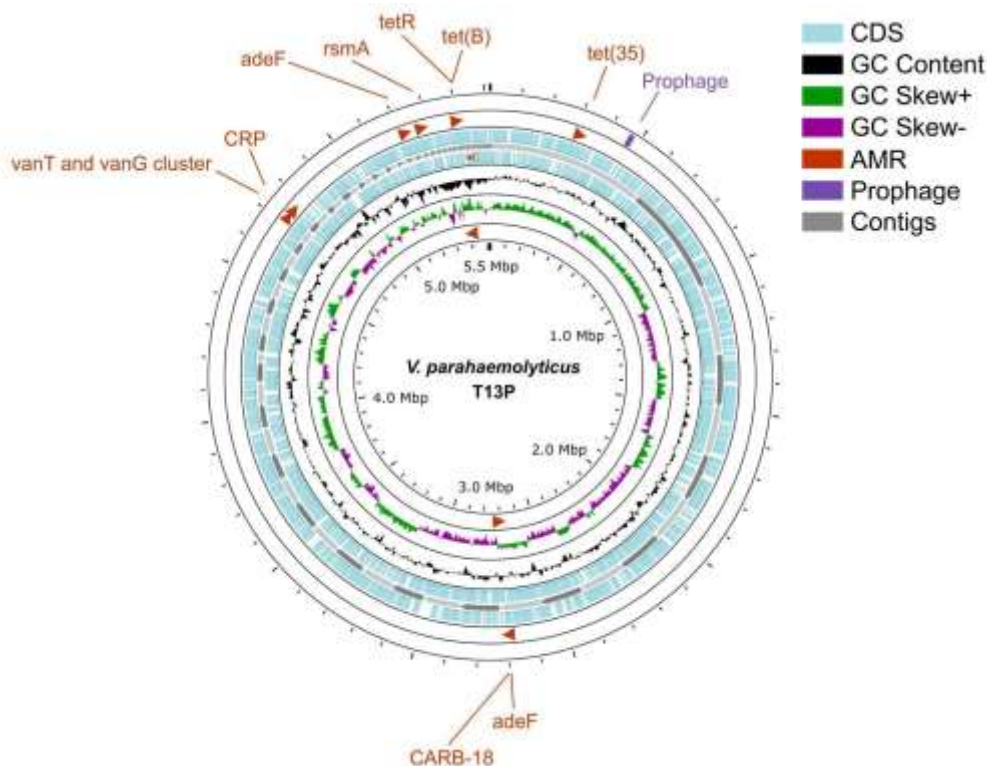 tetR
tet(B)
rsmA
adeF
tet(35)
Prophage
CRP
vanT and vanG cluster
CDS
GC Content
GC Skew+
GC Skew-
AMR
Prophage
Contigs
5.5 Mbp
5.0 Mbp
1.0 Mbp
V. parahaemolyticus
T13P
4.0 Mbp
2.0 Mbp
3.0 Mbp
adeF
CARB-18